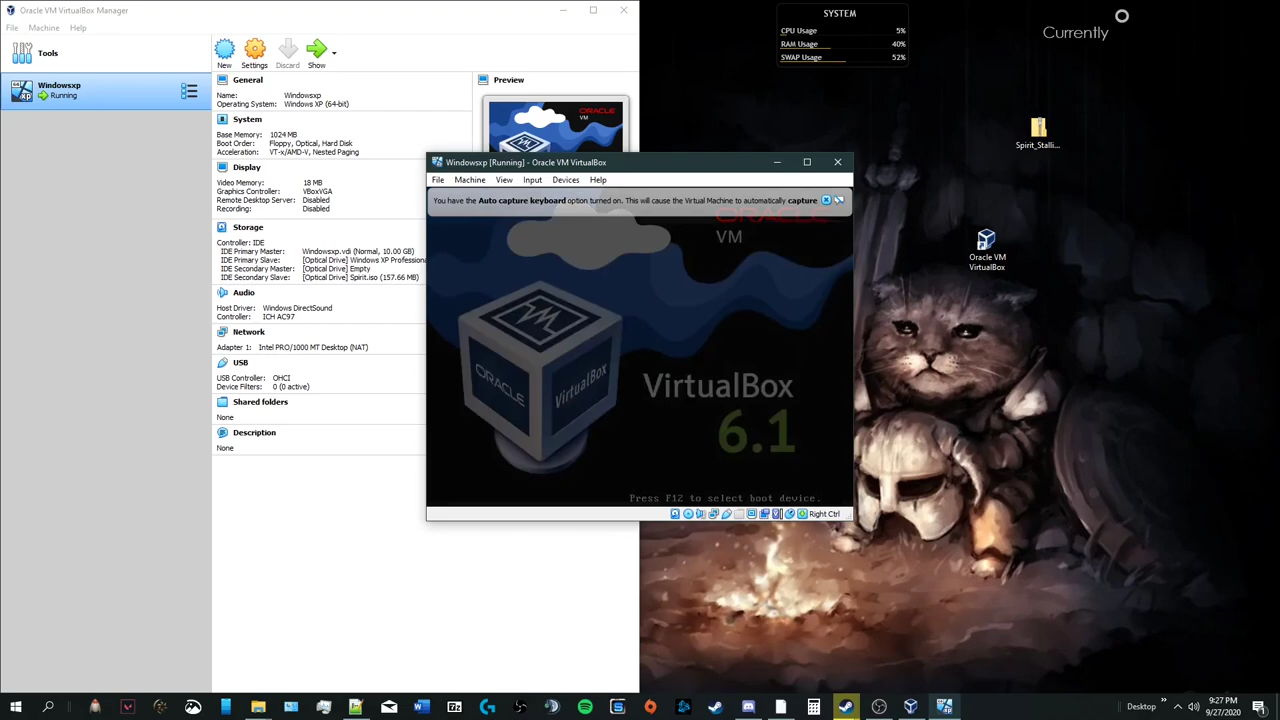 Oracle VM VirtualBox Manager
File Machine Help
Tools
Windowsxp
Running
New Settings Discard Show
General
Name: Windowsxp
Operating System: Windows XP (64-bit)
System
Base Memory: 1024 MB
Boot Order: Floppy, Optical, Hard Disk
Acceleration: VT-x/AMD-V, Nested Paging
Display
Video Memory: 18 MB
Graphics Controller: VBoxVGA
Remote Desktop Server: Disabled
Recording: Disabled
Storage
Controller: IDE
IDE Primary Master: Windowsxp.vdi (Normal, 10.00 GB)
IDE Primary Slave: [Optical Drive] Windows XP Professiona
IDE Secondary Master: [Optical Drive] Empty
IDE Secondary Slave: [Optical Drive] Spirit.iso (157.66 MB)
Audio
Host Driver: Windows DirectSound
Controller: ICH AC97
Network
Adapter 1: Intel PRO/1000 MT Desktop (NAT)
USB
USB Controller: OHCI
Device Filters: 0 (0 active)
Shared folders
None
Description
None
Preview
ORACLE
VM
Windowsxp [Running] - Oracle VM VirtualBox
File Machine View Input Devices Help
You have the Auto capture keyboard option turned on. This will cause the Virtual Machine to automatically capture
ORACLE
VM
ORACLE
VirtualBox
VirtualBox
6.1
Press F12 to select boot device.
Right Ctrl
SYSTEM
CPU Usage 5%
RAM Usage 40%
SWAP Usage 52%
Currently
Spirit_Stalli...
Oracle VM
VirtualBox
Desktop
9:27 PM
9/27/2020